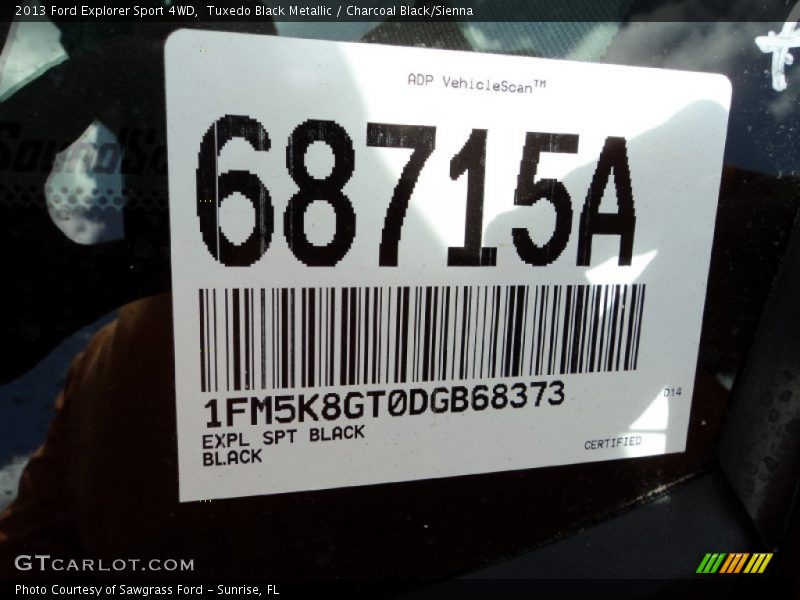 2013 Ford Explorer Sport 4WD,  Tuxedo Black Metallic / Charcoal Black/Sienna
ADP VehicleScan™
68715A
1FM5K8GT0DGB68373
D14
EXPL SPT BLACK
BLACK
CERTIFIED
GTCARLOT.COM
Photo Courtesy of Sawgrass Ford – Sunrise, FL